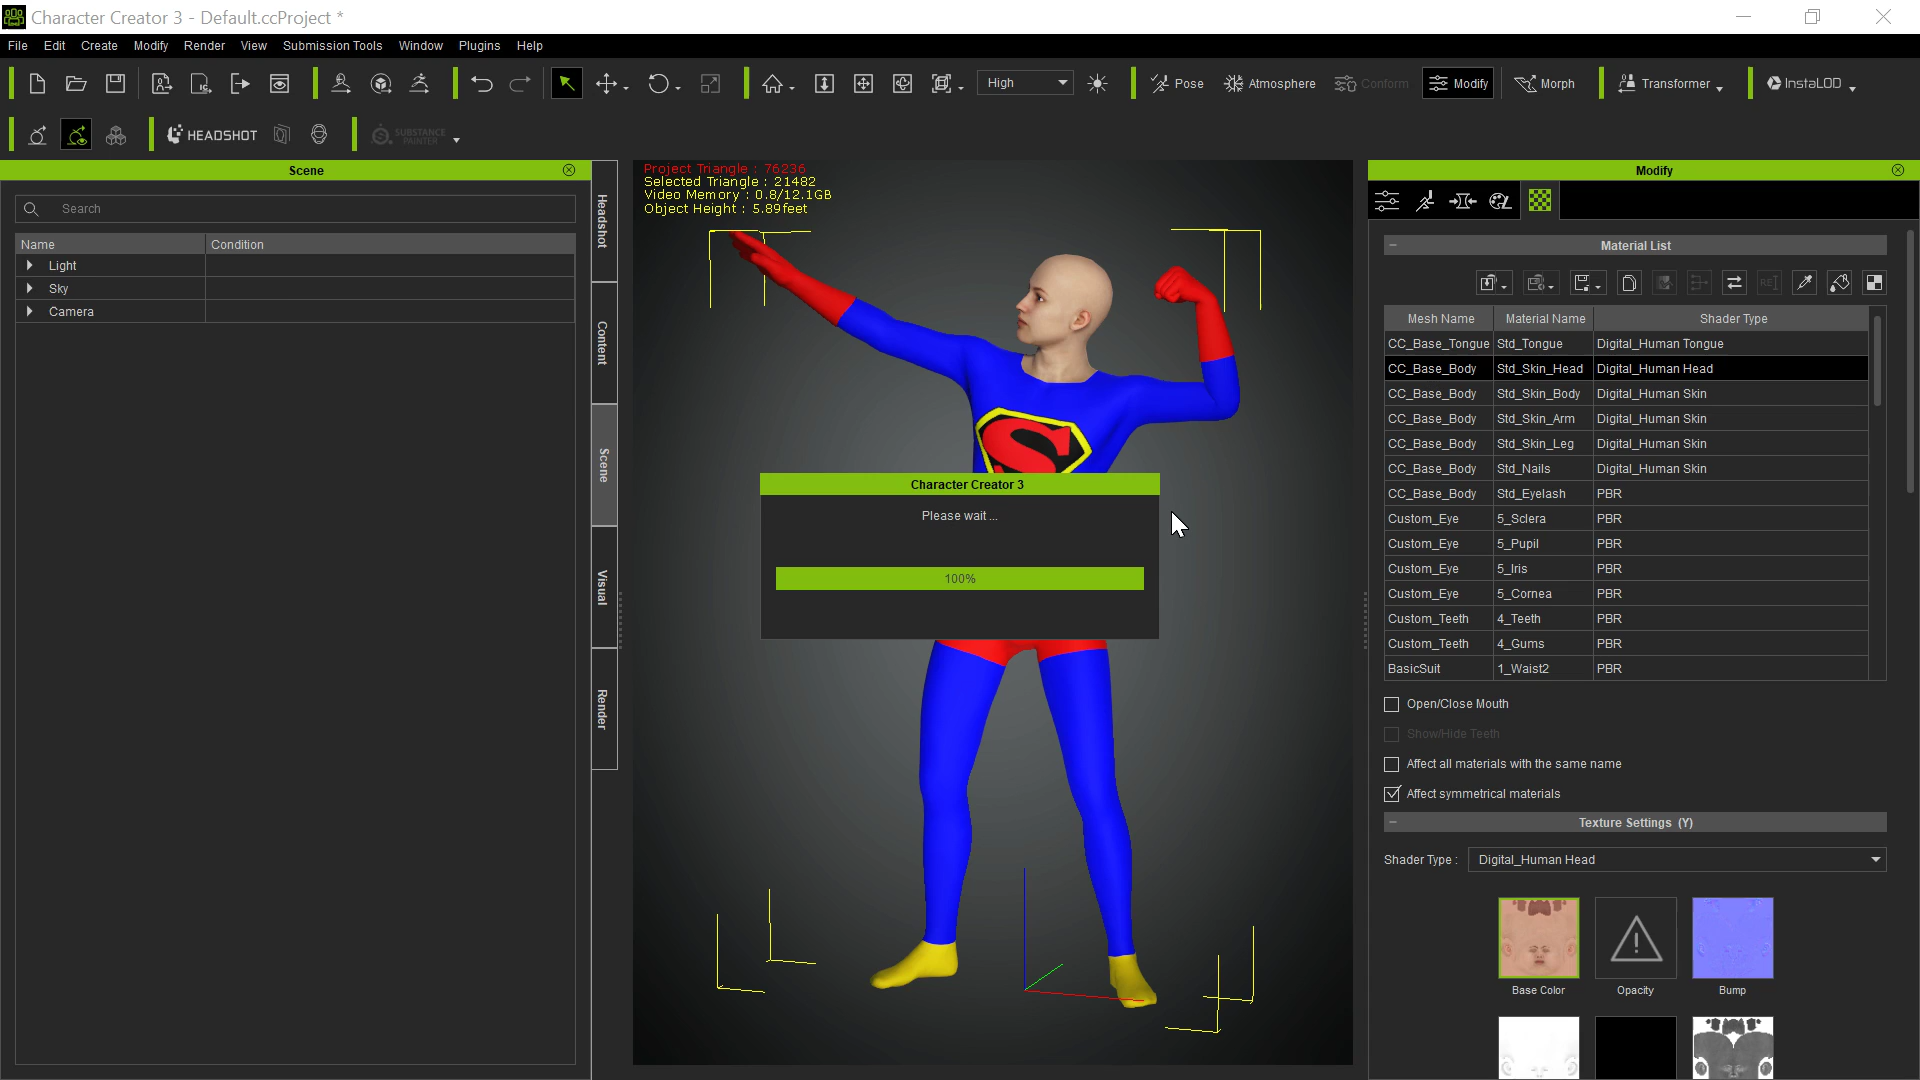 Character Creator 3 - Default.ccProject *
File Edit Create Modify Render View Submission Tools Window Plugins Help
High Pose Atmosphere Conform Modify Morph Transformer InstaLOD
HEADSHOT SUBSTANCE PAINTER
Scene
Search
Name Condition
Light
Sky
Camera
Headshot
Content
Scene
Visual
Render
Project Triangle : 76236
Selected Triangle : 21482
Video Memory : 0.8/12.1GB
Object Height : 5.89feet
S
Character Creator 3
Please wait ...
100%
Modify
Material List
Mesh Name Material Name Shader Type
CC_Base_Tongue Std_Tongue Digital_Human Tongue
CC_Base_Body Std_Skin_Head Digital_Human Head
CC_Base_Body Std_Skin_Body Digital_Human Skin
CC_Base_Body Std_Skin_Arm Digital_Human Skin
CC_Base_Body Std_Skin_Leg Digital_Human Skin
CC_Base_Body Std_Nails Digital_Human Skin
CC_Base_Body Std_Eyelash PBR
Custom_Eye 5_Sclera PBR
Custom_Eye 5_Pupil PBR
Custom_Eye 5_Iris PBR
Custom_Eye 5_Cornea PBR
Custom_Teeth 4_Teeth PBR
Custom_Teeth 4_Gums PBR
BasicSuit 1_Waist2 PBR
Open/Close Mouth
Show/Hide Teeth
Affect all materials with the same name
Affect symmetrical materials
Texture Settings (Y)
Shader Type : Digital_Human Head
Base Color Opacity Bump